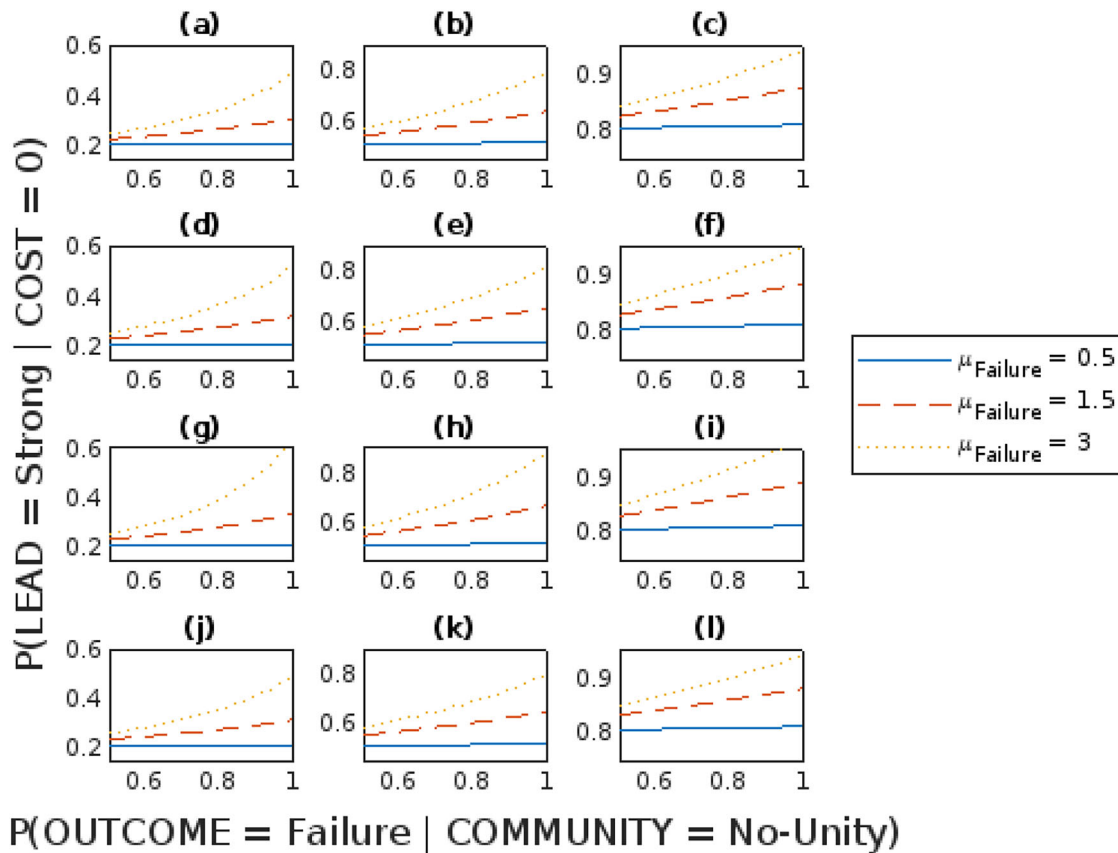 P(LEAD = Strong | COST = 0)
(a) (b) (c)
0.6
0.4
0.2
0.8
0.6
0.9
0.8
0.6 0.8 1 0.6 0.8 1 0.6 0.8 1
(d) (e) (f)
0.6
0.4
0.2
0.8
0.6
0.9
0.8
0.6 0.8 1 0.6 0.8 1 0.6 0.8 1
(g) (h) (i)
0.6
0.4
0.2
0.8
0.6
0.9
0.8
0.6 0.8 1 0.6 0.8 1 0.6 0.8 1
(j) (k) (l)
0.6
0.4
0.2
0.8
0.6
0.9
0.8
0.6 0.8 1 0.6 0.8 1 0.6 0.8 1
μFailure = 0.5
μFailure = 1.5
μFailure = 3
P(OUTCOME = Failure | COMMUNITY = No-Unity)